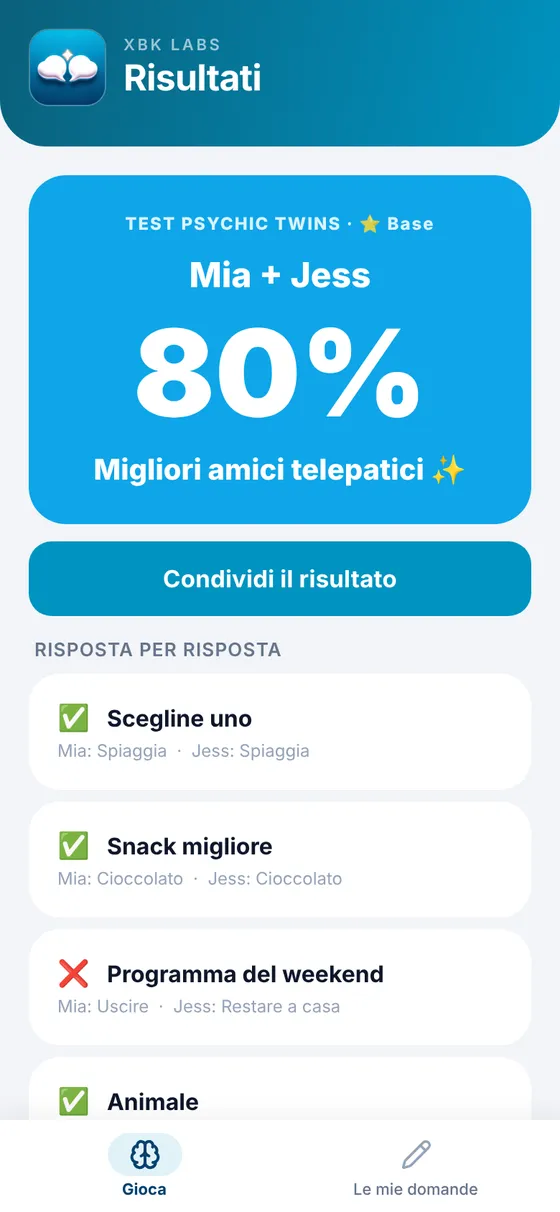 XBK LABS
Risultati
TEST PSYCHIC TWINS · ⭐ Base
Mia + Jess
80%
Migliori amici telepatici ✨
Condividi il risultato
RISPOSTA PER RISPOSTA
✅ Scegline uno
Mia: Spiaggia · Jess: Spiaggia
✅ Snack migliore
Mia: Cioccolato · Jess: Cioccolato
❌ Programma del weekend
Mia: Uscire · Jess: Restare a casa
✅ Animale
Gioca
Le mie domande